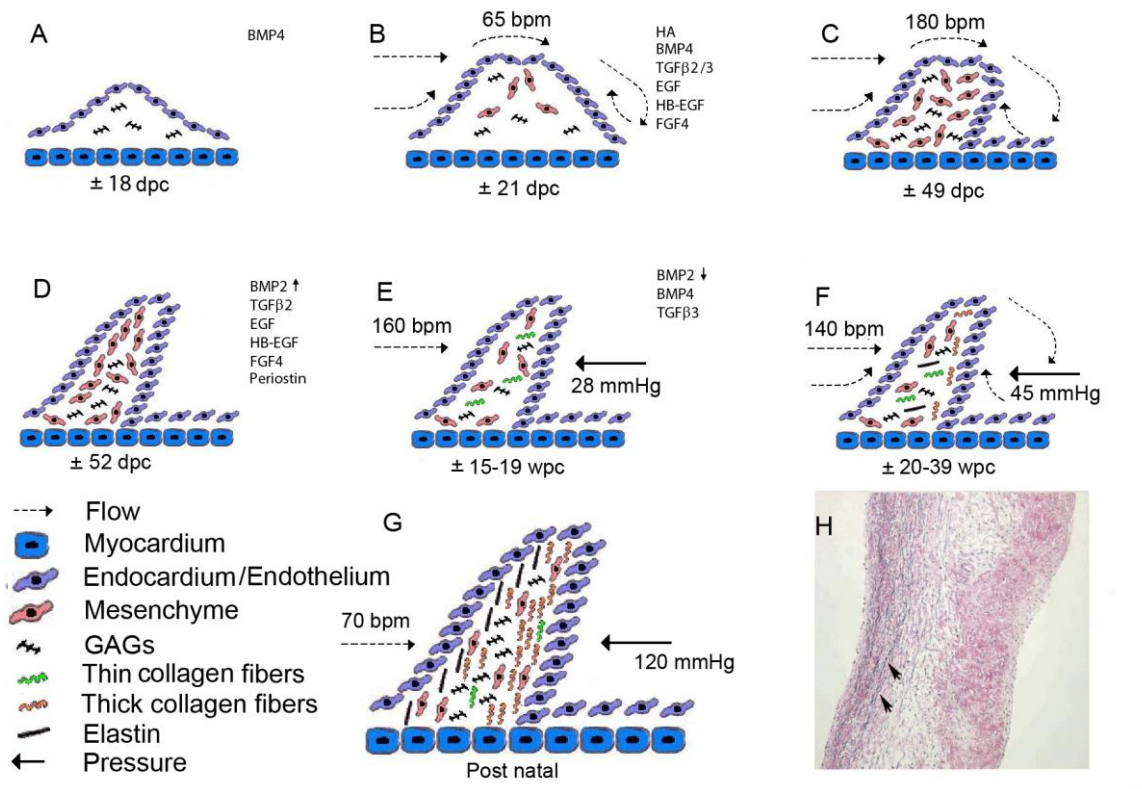 A
BMP4
± 18 dpc
B
65 bpm
HA
BMP4
TGFβ2/3
EGF
HB-EGF
FGF4
± 21 dpc
C
180 bpm
± 49 dpc
D
BMP2 ↑
TGFβ2
EGF
HB-EGF
FGF4
Periostin
± 52 dpc
E
160 bpm
BMP2 ↓
BMP4
TGFβ3
28 mmHg
± 15-19 wpc
F
140 bpm
45 mmHg
± 20-39 wpc
Flow
Myocardium
Endocardium/Endothelium
Mesenchyme
GAGs
Thin collagen fibers
Thick collagen fibers
Elastin
Pressure
G
70 bpm
120 mmHg
Post natal
H